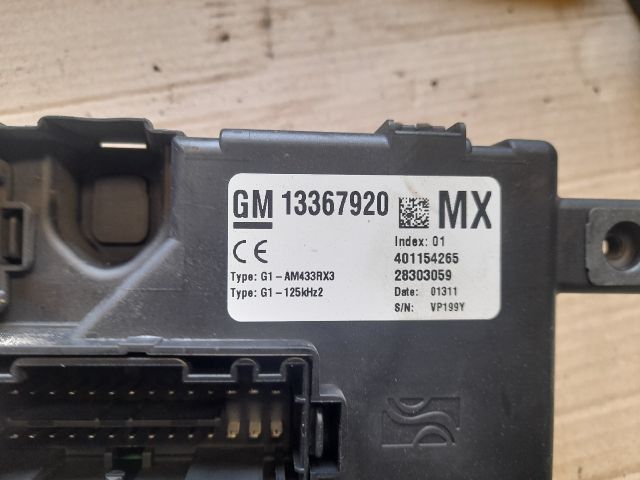 GM 13367920 MX
Index: 01
CE 401154265
Type: G1-AM433RX3 28303059
Type: G1-125kHz2 Date: 01311
S/N: VP199Y